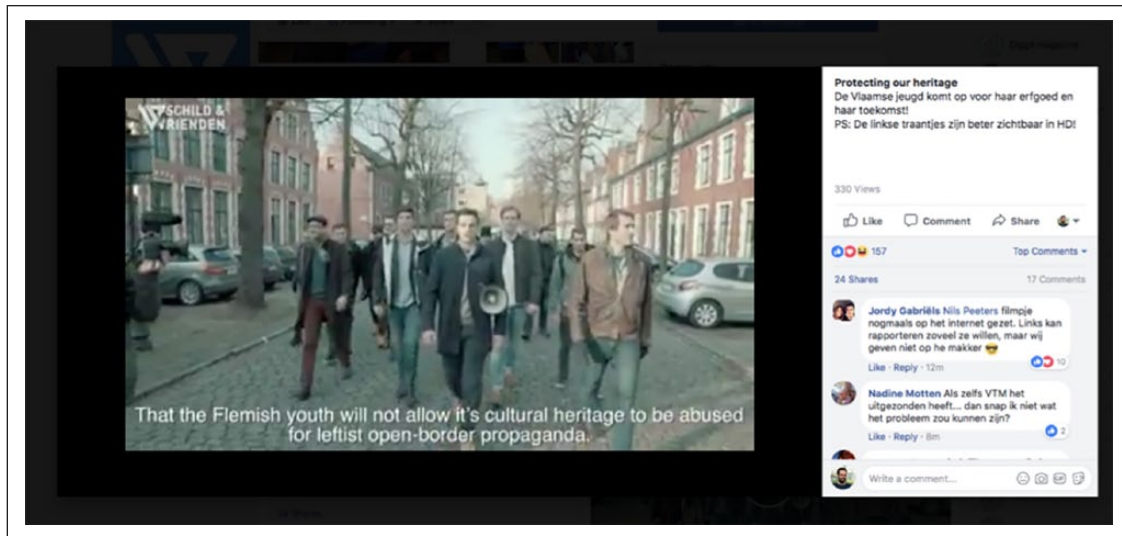 SCHILD &
VRIENDEN
That the Flemish youth will not allow it's cultural heritage to be abused
for leftist open-border propaganda.
Protecting our heritage
De Vlaamse jeugd komt op voor haar erfgoed en
haar toekomst!
PS: De linkse traantjes zijn beter zichtbaar in HD!
330 Views
Like Comment Share
157 Top Comments
24 Shares 17 Comments
Jordy Gabriëls Nils Peeters filmpje
nogmaals op het internet gezet. Links kan
rapporteren zoveel ze willen, maar wij
geven niet op he makker
10
Like · Reply · 12m
Nadine Motten Als zelfs VTM het
uitgezonden heeft... dan snap ik niet wat
het probleem zou kunnen zijn?
2
Like · Reply · 8m
Write a comment...